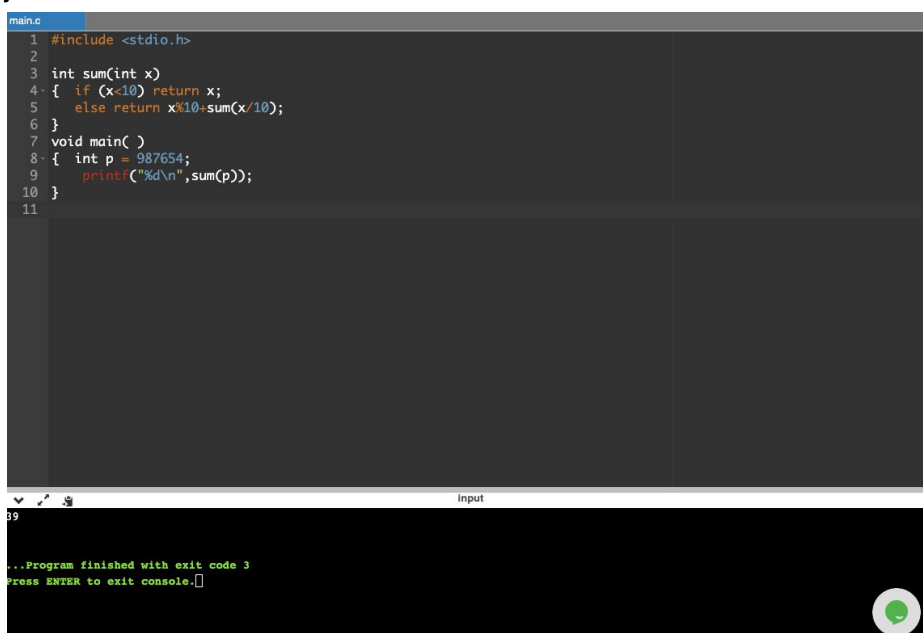 main.c
1 #include <stdio.h>
2
3 int sum(int x)
4 { if (x<10) return x;
5 else return x%10+sum(x/10);
6 }
7 void main( )
8 { int p = 987654;
9 printf("%d\n",sum(p));
10 }
11
input
39
...Program finished with exit code 3
Press ENTER to exit console.